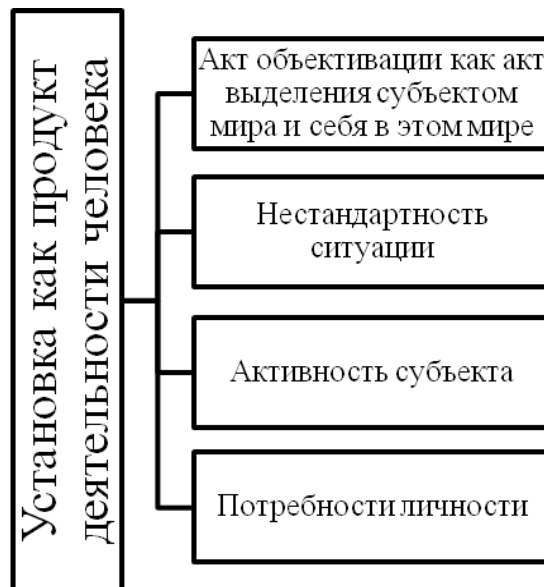 Установка как продукт
деятельности человека
Акт объективации как акт
выделения субъектом
мира и себя в этом мире
Нестандартность
ситуации
Активность субъекта
Потребности личности